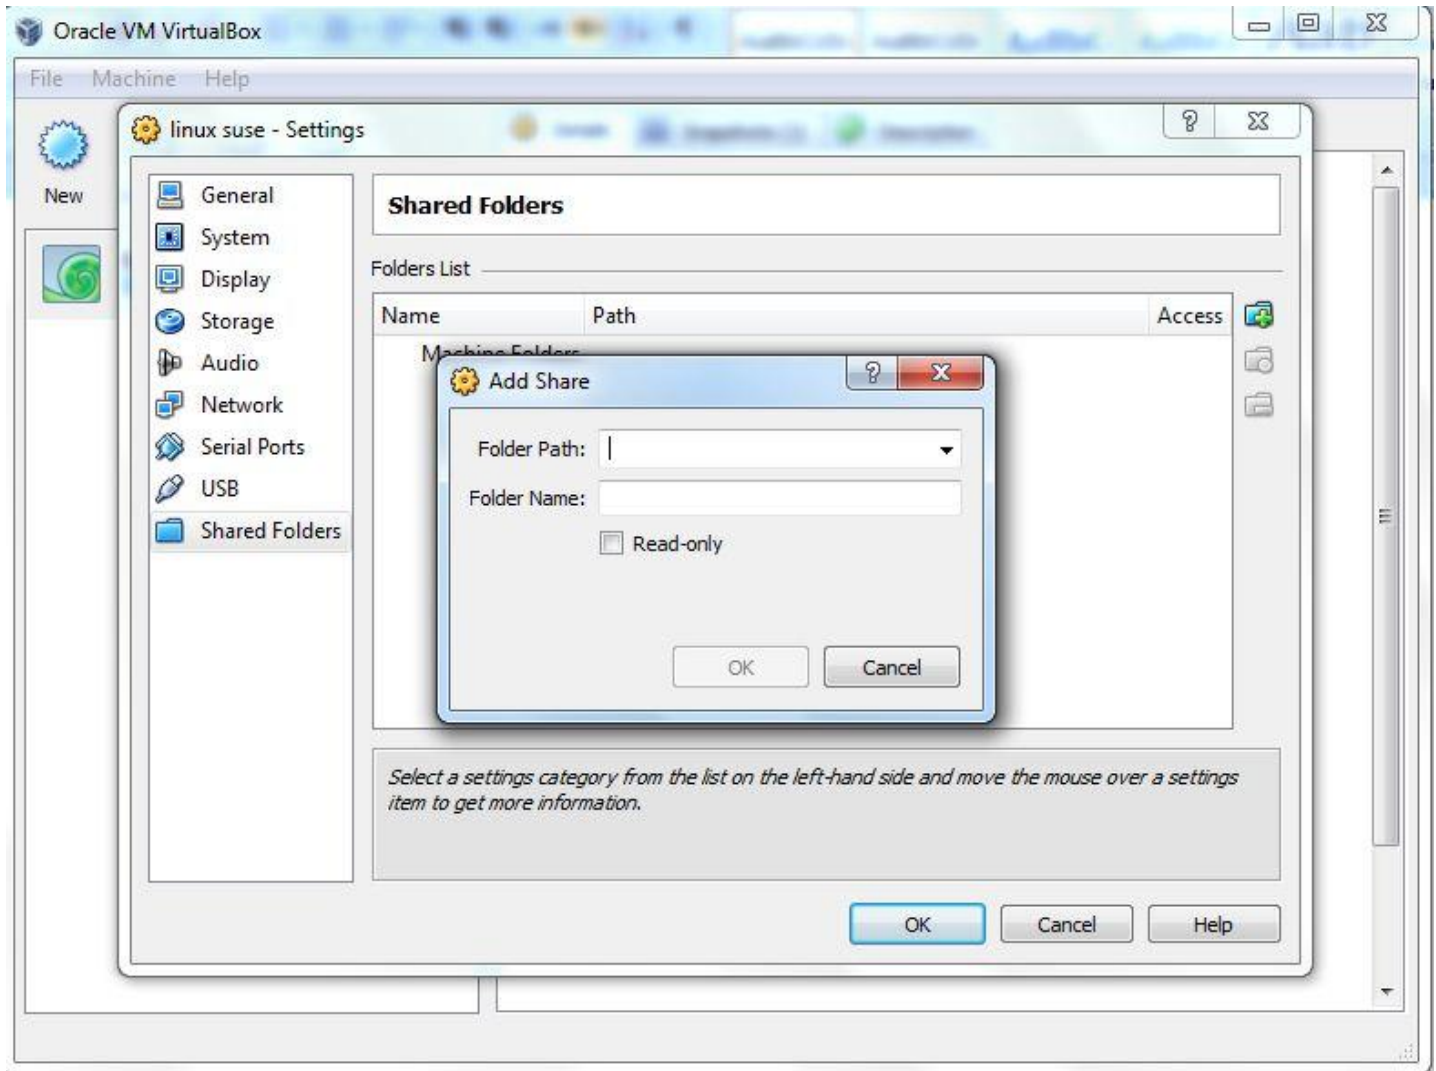 Oracle VM VirtualBox
File Machine Help
linux suse - Settings
New
General
System
Display
Storage
Audio
Network
Serial Ports
USB
Shared Folders
Shared Folders
Folders List
Name Path Access
Machine Folders
Add Share
Folder Path:
Folder Name:
Read-only
OK Cancel
Select a settings category from the list on the left-hand side and move the mouse over a settings
item to get more information.
OK Cancel Help